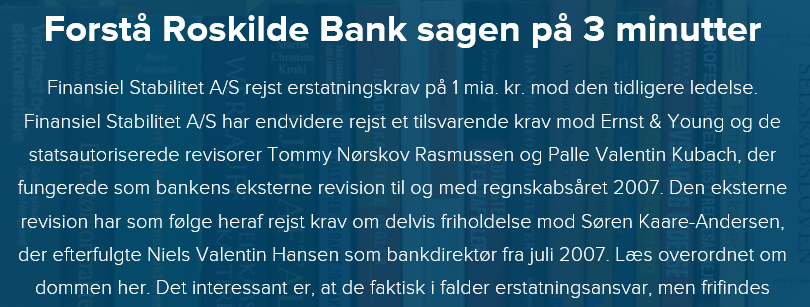 Forstå Roskilde Bank sagen på 3 minutter
Finansiel Stabilitet A/S rejst erstatningskrav på 1 mia. kr. mod den tidligere ledelse.
Finansiel Stabilitet A/S har endvidere rejst et tilsvarende krav mod Ernst & Young og de
statsautoriserede revisorer Tommy Nørskov Rasmussen og Palle Valentin Kubach, der
fungerede som bankens eksterne revision til og med regnskabsåret 2007. Den eksterne
revision har som følge heraf rejst krav om delvis friholdelse mod Søren Kaare-Andersen,
der efterfulgte Niels Valentin Hansen som bankdirektør fra juli 2007. Læs overordnet om
dommen her. Det interessant er, at de faktisk i falder erstatningsansvar, men frifindes